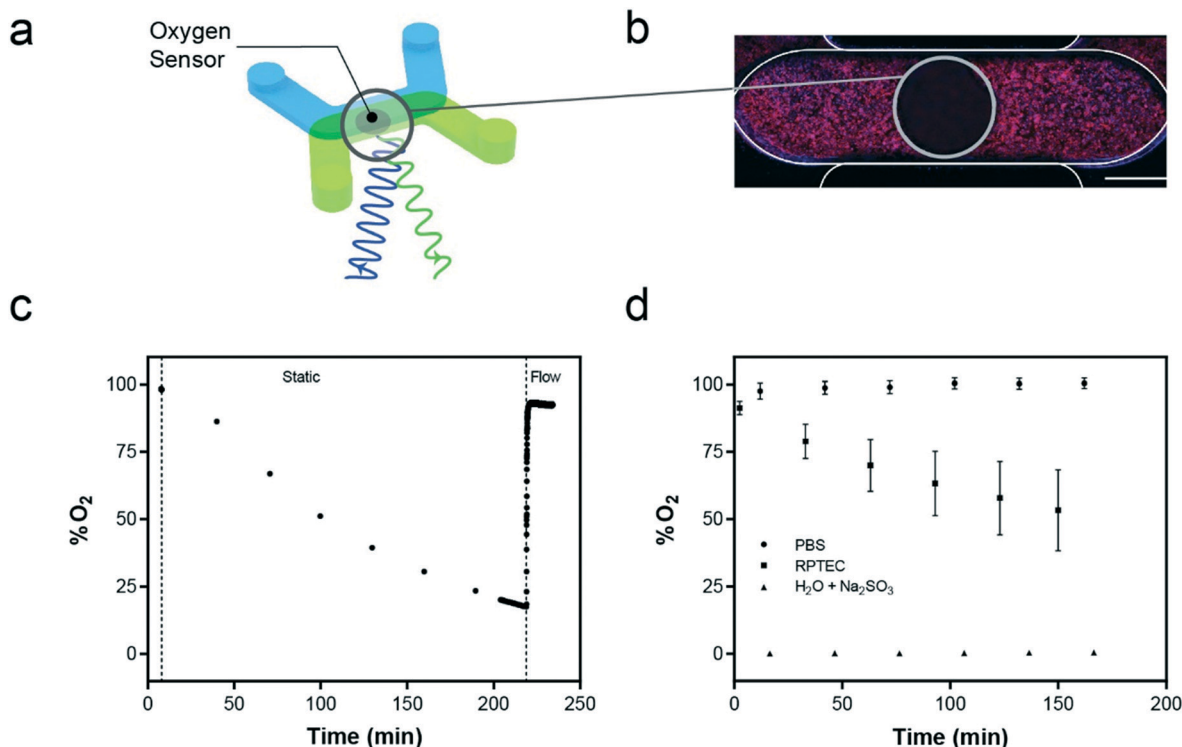 a
Oxygen
Sensor
b
c
Static
Flow
100
75
50
25
0
% O₂
0
50
100
150
200
250
Time (min)
d
100
75
50
25
0
% O₂
PBS
RPTEC
H₂O + Na₂SO₃
0
50
100
150
200
Time (min)